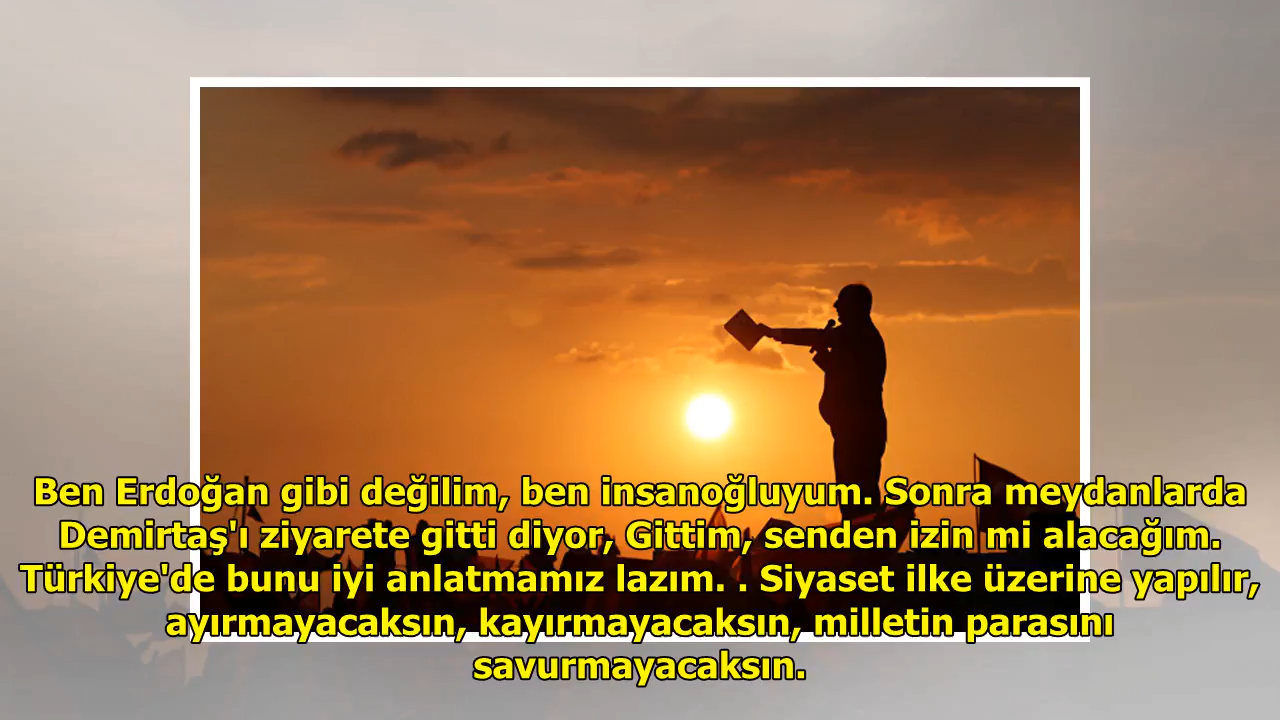 Ben Erdoğan gibi değilim, ben insanoğluyum. Sonra meydanlarda
Demirtaş'ı ziyarete gitti diyor, Gittim, senden izin mi alacağım.
Türkiye'de bunu iyi anlatmamız lazım. . Siyaset ilke üzerine yapılır,
ayırmayacaksın, kayırmayacaksın, milletin parasını
savurmayacaksın.